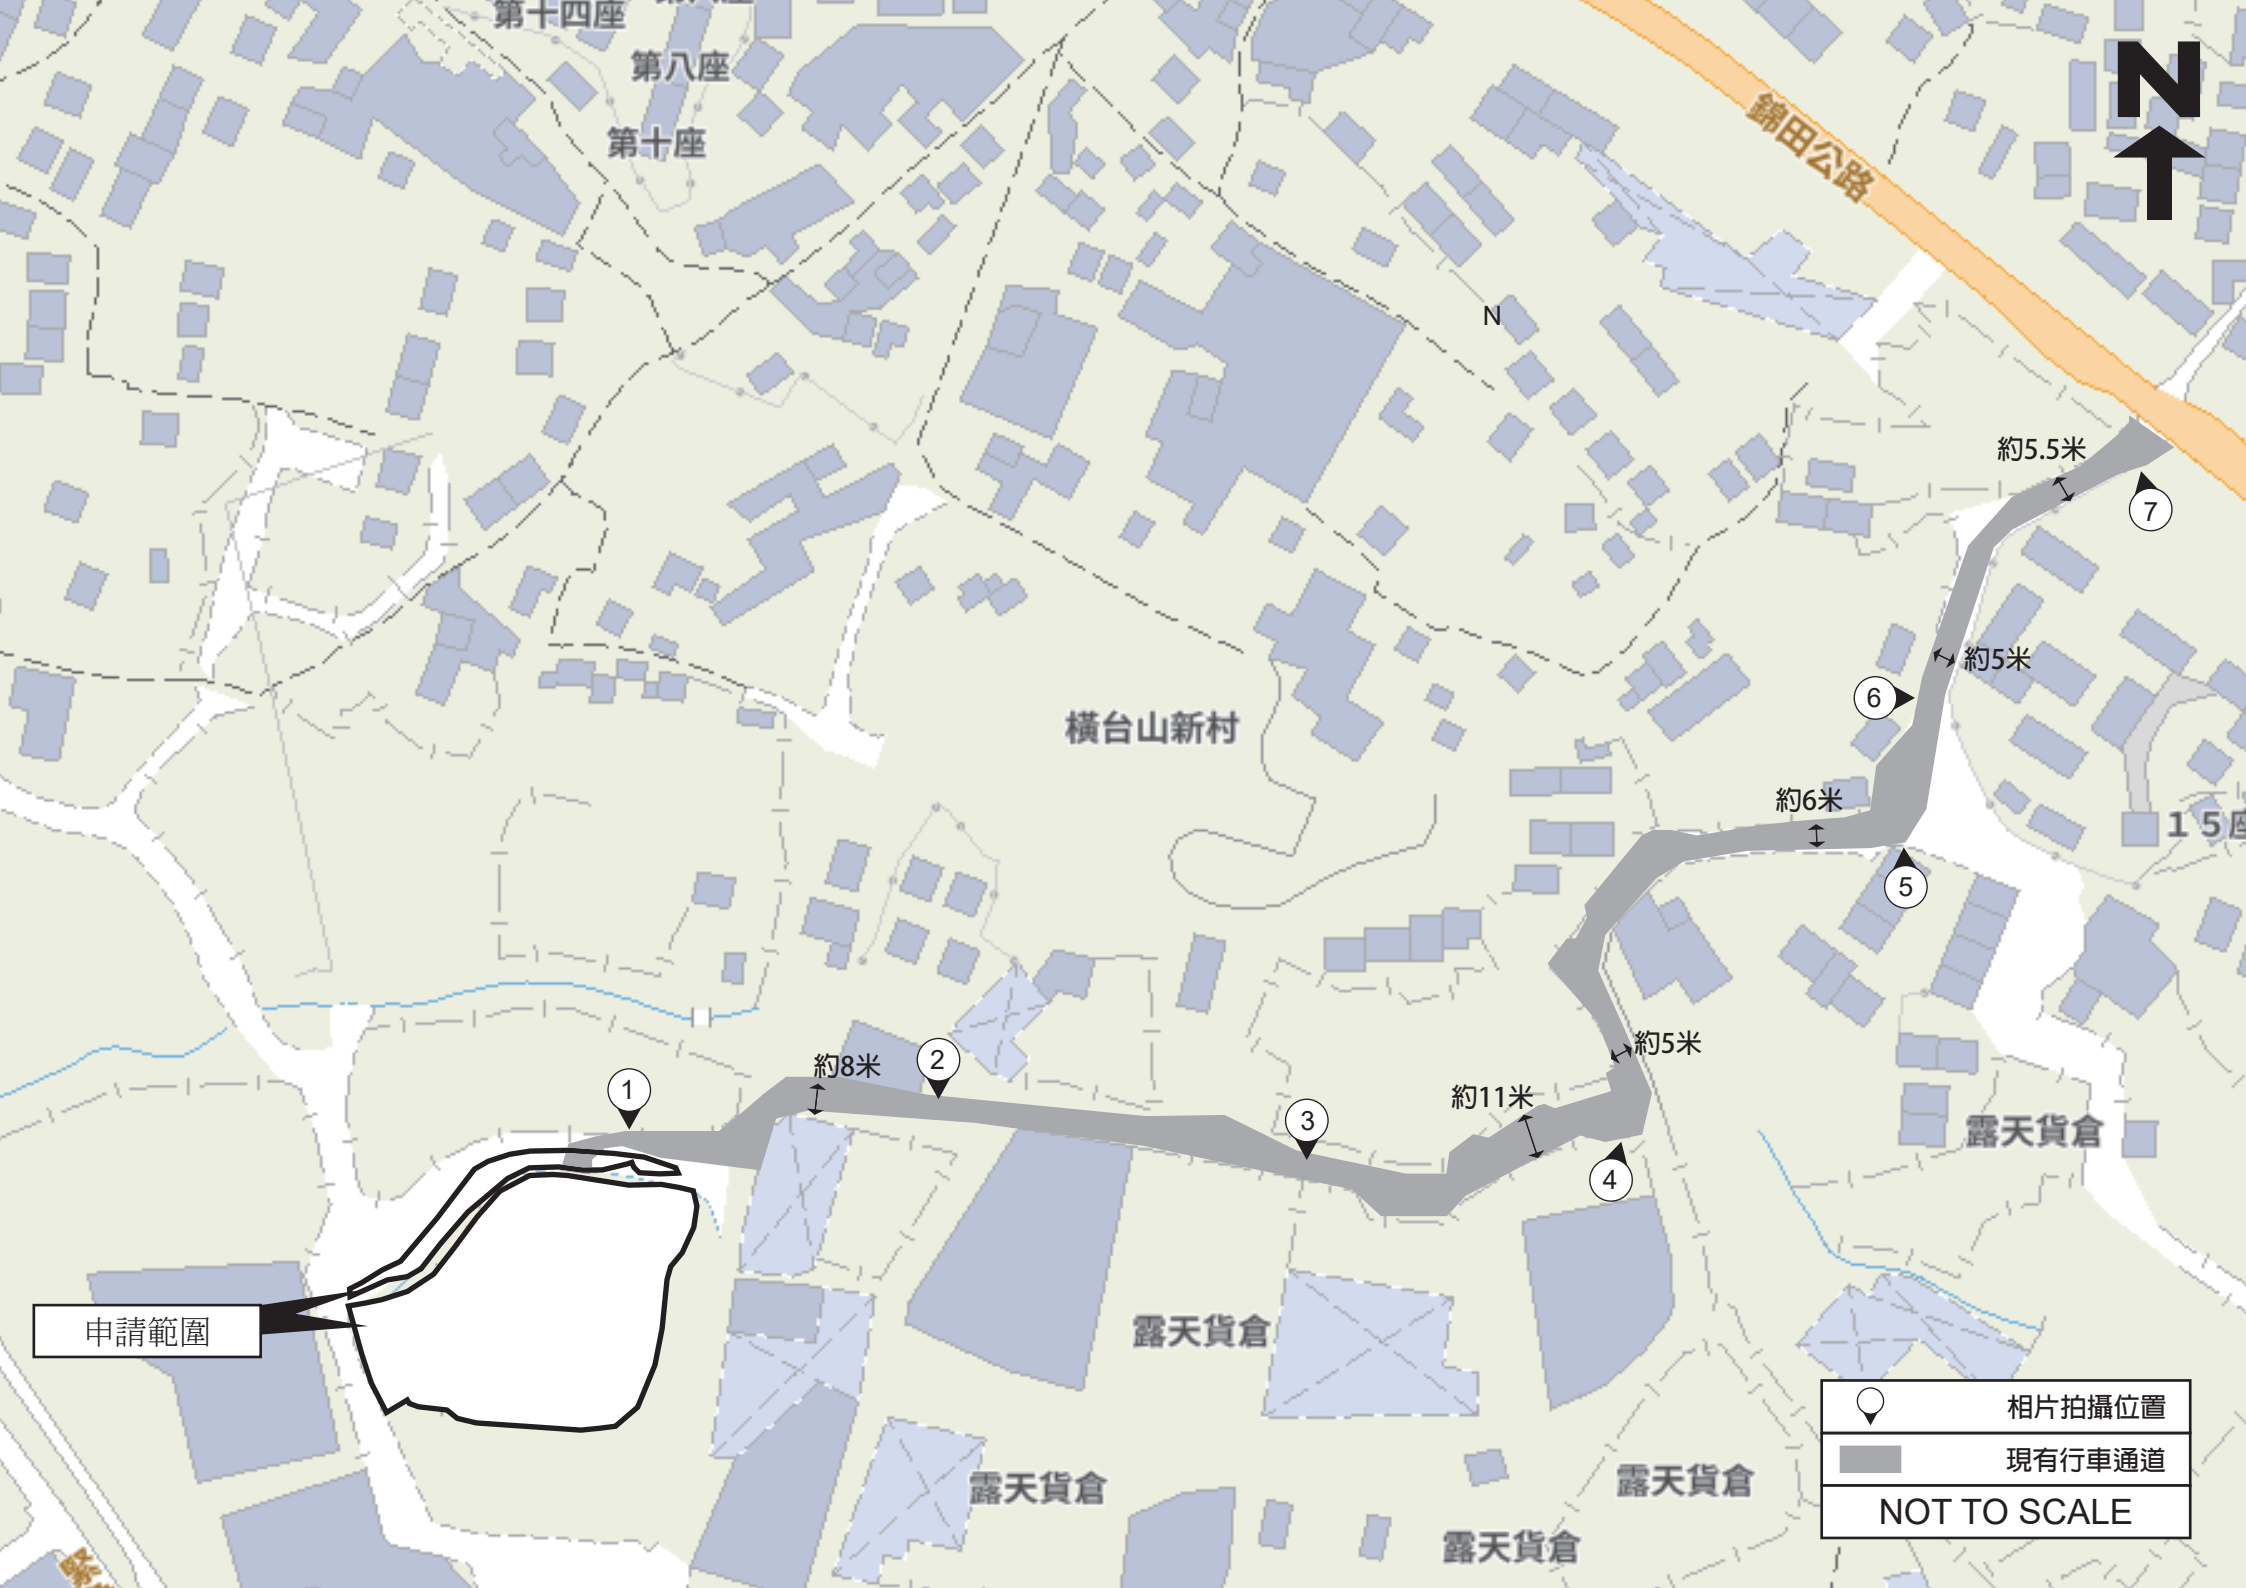 第十四座
第八座
第十座
錦田公路
N
N
約5.5米
7
約5米
6
橫台山新村
約6米
15座
5
約5米
約8米
2
1
約11米
3
露天貨倉
4
申請範圍
露天貨倉
相片拍攝位置
露天貨倉
露天貨倉
現有行車通道
NOT TO SCALE
露天貨倉